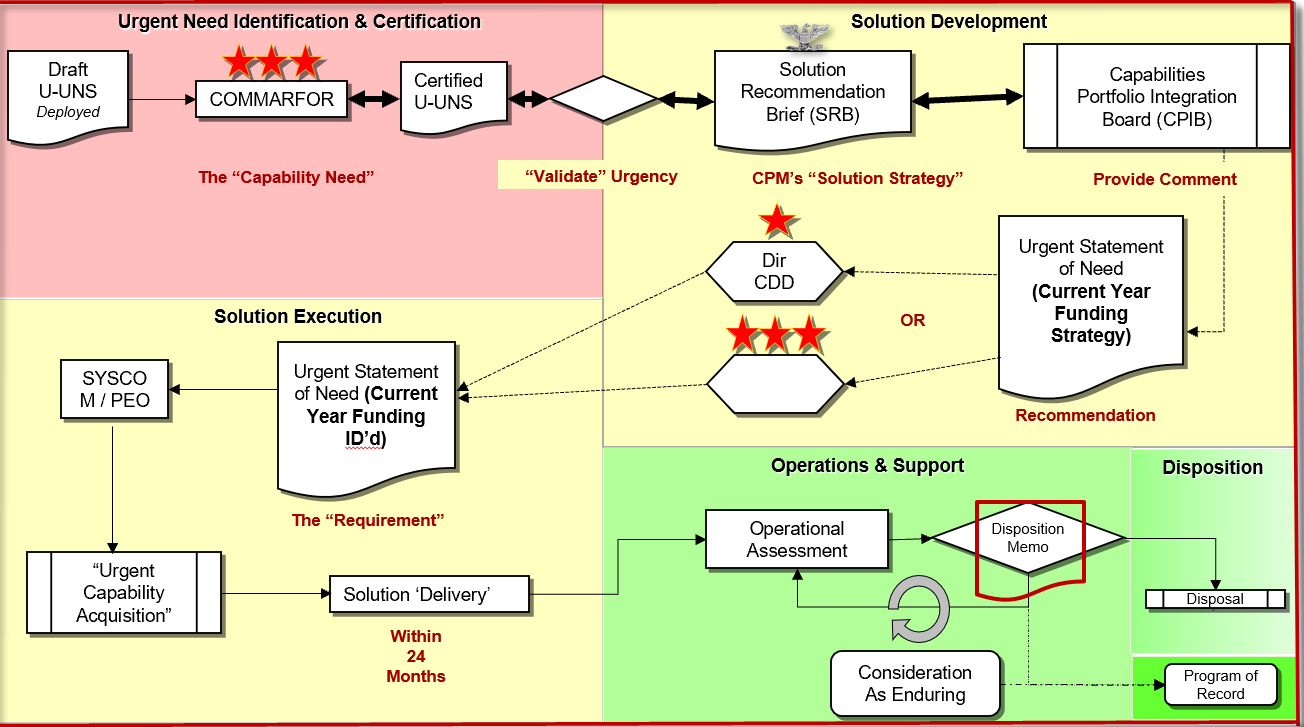 Urgent Need Identification & Certification
Solution Development
Draft
U-UNS
Deployed
COMMARFOR
Certified
U-UNS
Solution
Recommendation
Brief (SRB)
Capabilities
Portfolio Integration
Board (CPIB)
The “Capability Need”
“Validate” Urgency
CPM’s “Solution Strategy”
Provide Comment
Dir
CDD
OR
Urgent Statement
of Need
(Current Year
Funding
Strategy)
Recommendation
Solution Execution
SYSCO
M / PEO
Urgent Statement
of Need (Current
Year Funding
ID’d)
The “Requirement”
“Urgent
Capability
Acquisition”
Solution ‘Delivery’
Within
24
Months
Operations & Support
Operational
Assessment
Disposition
Memo
Consideration
As Enduring
Disposition
Disposal
Program of
Record